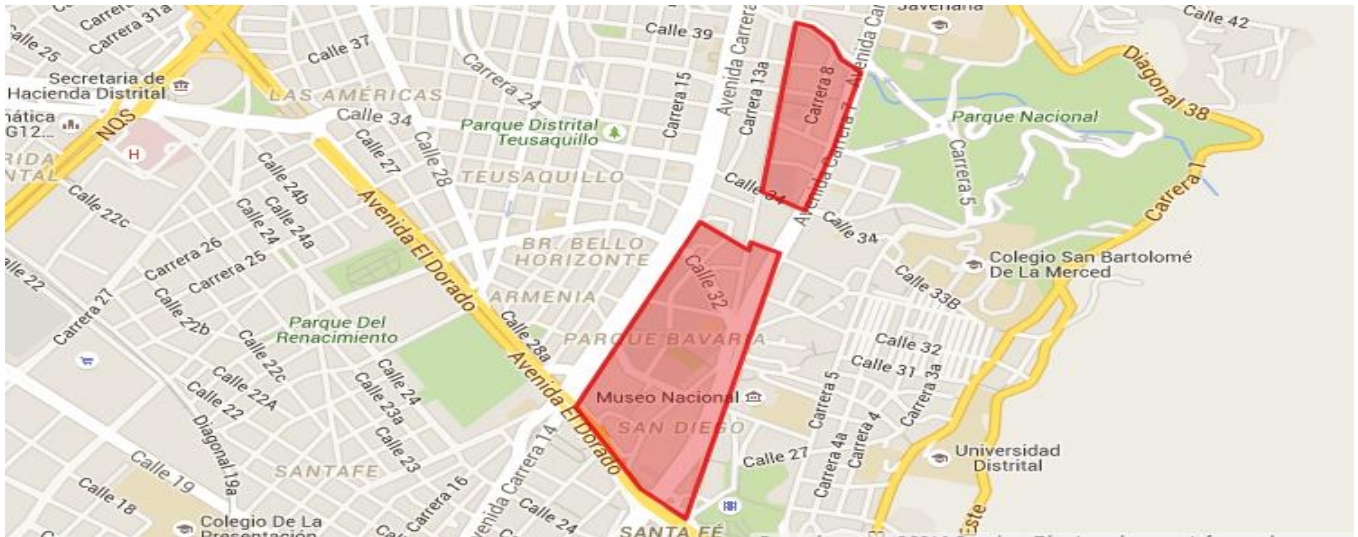 Carrera 31a
Calle 25
Calle 37
Secretaria de
Hacienda Distrital
LAS AMÉRICAS
Carrera 24
Carrera 15
Calle 39
Avenida Carrera
Carrera 13a
Carrera 8
Avenida Carrera 7
Javeriana
Calle 42
Diagonal 38
Parque Nacional
Carrera 5
Carrera 1
G12...
NQS
H
Calle 34
Calle 27
Calle 28
Parque Distrital
Teusaquillo
TEUSAQUILLO
Calle 34
Calle 34
Calle 22c
Calle 24b
Calle 24a
Calle 24
Carrera 26
Carrera 25
Avenida El Dorado
BR. BELLO
HORIZONTE
Calle 32
Colegio San Bartolomé
De La Merced
Calle 33B
Calle 22
Carrera 27
Calle 22b
ARMENIA
Parque Del
Renacimiento
Calle 28a
PARQUE BAVARIA
Calle 32
Calle 31
Carrera 3a
Calle 22c
Calle 22A
Calle 22
Calle 24
Calle 23a
Calle 23
Avenida El Dorado
Museo Nacional
SAN DIEGO
Carrera 5
Carrera 4
Carrera 4a
Calle 27
Universidad
Distrital
Diagonal 19a
Calle 19
SANTAFE
Carrera 16
Avenida Carrera 14
Calle 18
Calle 24
Colegio De La
Presentación
SANTA FÉ
Este